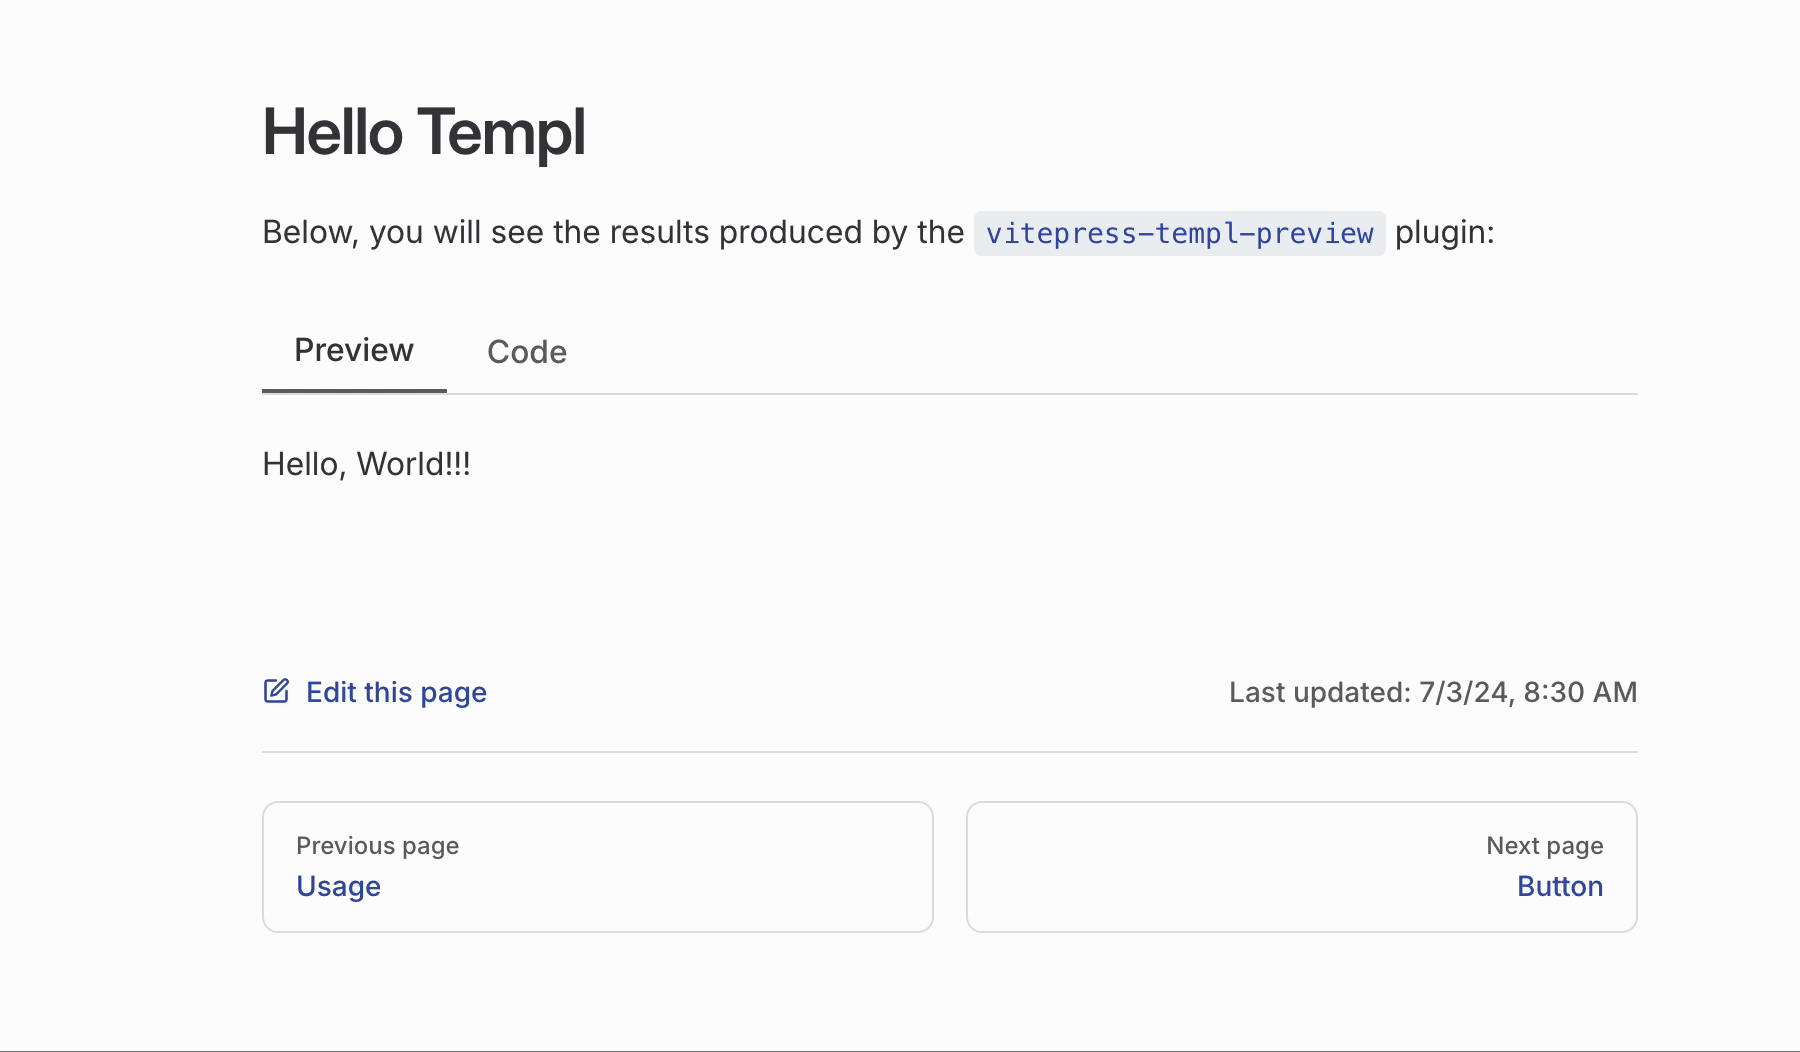 Hello Templ
Below, you will see the results produced by the vitepress-templ-preview plugin:
Preview Code
Hello, World!!!
Edit this page Last updated: 7/3/24, 8:30 AM
Previous page
Usage
Next page
Button